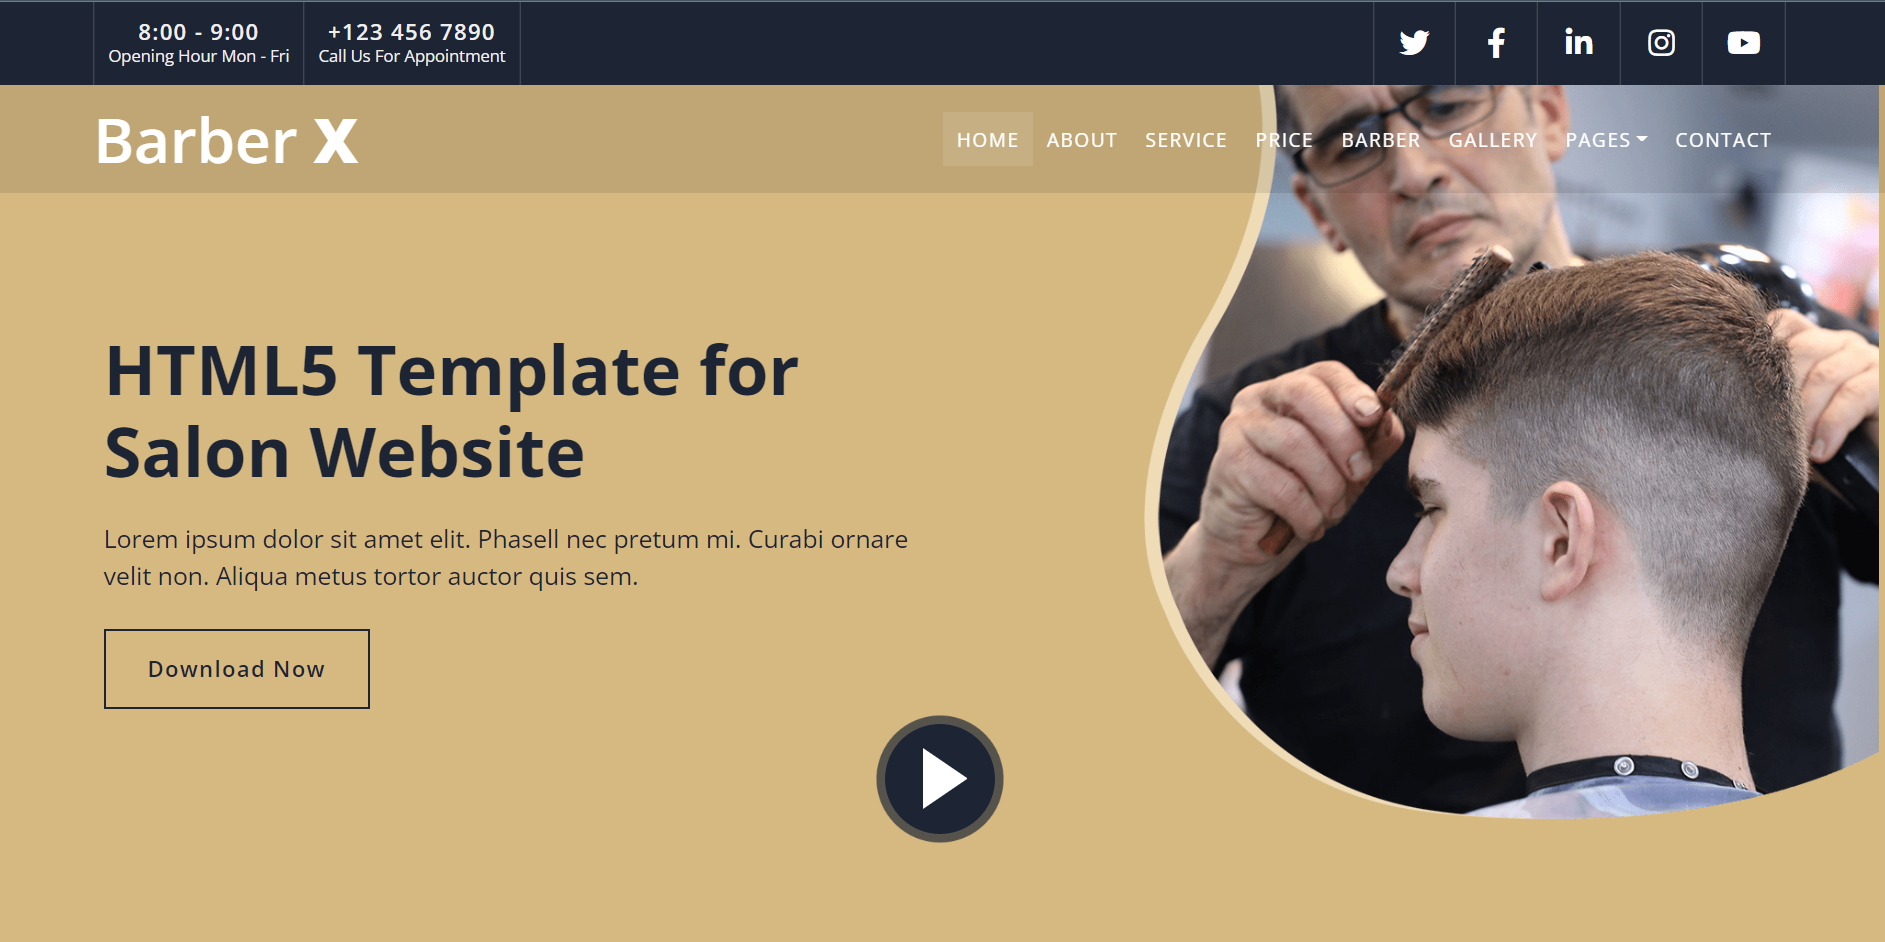 8:00 - 9:00
Opening Hour Mon - Fri
+123 456 7890
Call Us For Appointment
Barber X
HOME ABOUT SERVICE PRICE BARBER GALLERY PAGES CONTACT
HTML5 Template for
Salon Website
Lorem ipsum dolor sit amet elit. Phasell nec pretum mi. Curabi ornare
velit non. Aliqua metus tortor auctor quis sem.
Download Now